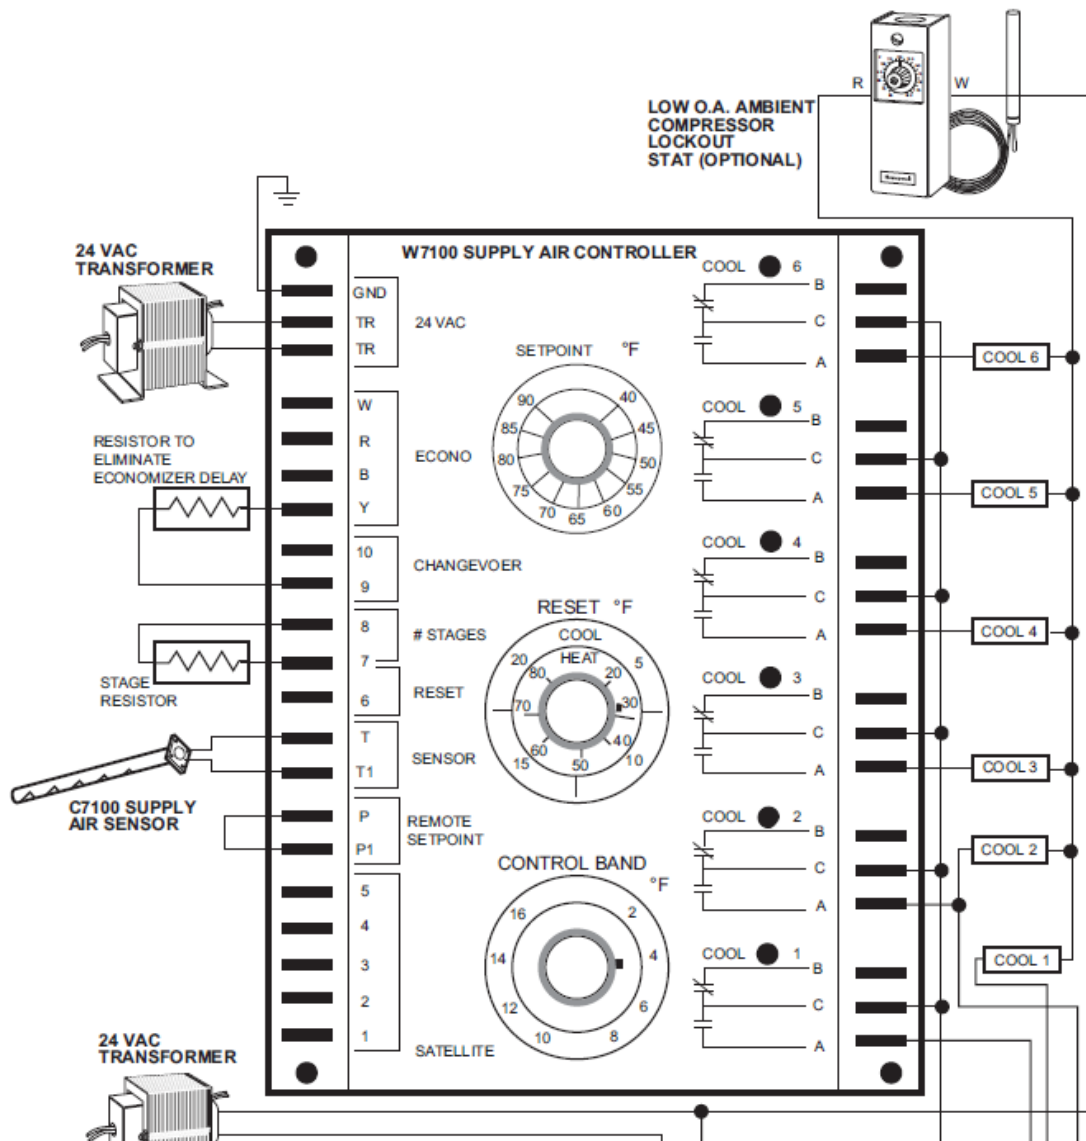 R
W
LOW O.A. AMBIENT
COMPRESSOR
LOCKOUT
STAT (OPTIONAL)
24 VAC
TRANSFORMER
W7100 SUPPLY AIR CONTROLLER
GND
TR
TR
24 VAC
W
R
B
Y
ECONO
RESISTOR TO
ELIMINATE
ECONOMIZER DELAY
10
9
CHANGEVOER
8
7
# STAGES
STAGE
RESISTOR
6
RESET
T
T1
SENSOR
C7100 SUPPLY
AIR SENSOR
P
P1
REMOTE
SETPOINT
5
4
3
2
1
SATELLITE
SETPOINT °F
40
45
50
55
60
65
70
75
80
85
90
RESET °F
COOL
HEAT
20
5
80
20
70
30
60
40
50
15
10
CONTROL BAND
°F
2
4
6
8
10
12
14
16
COOL 6
B
C
A
COOL 6
COOL 5
B
C
A
COOL 5
COOL 4
B
C
A
COOL 4
COOL 3
B
C
A
COOL 3
COOL 2
B
C
A
COOL 2
COOL 1
B
C
A
COOL 1
24 VAC
TRANSFORMER